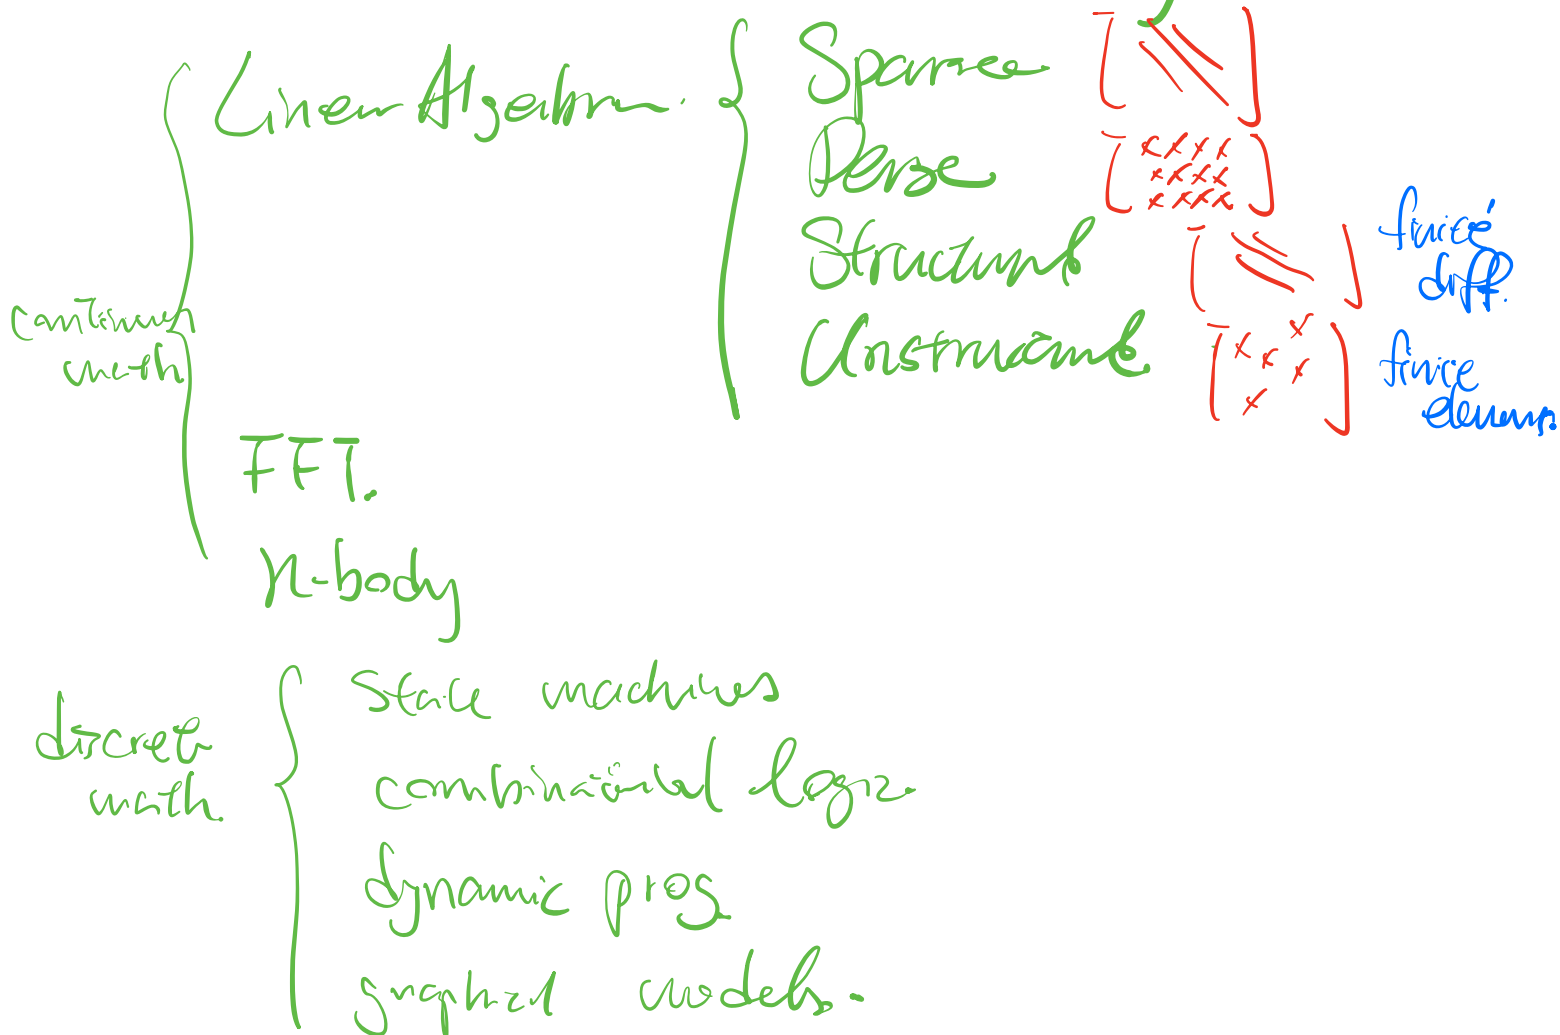 Linear Algebra.
Sparse
Dense
Structured
finite
diff.
Unstructured
finite
elem.
continuous
math
FFT.
N-body
discrete
math.
State machines
combinational logic.
dynamic prog.
graphical models.